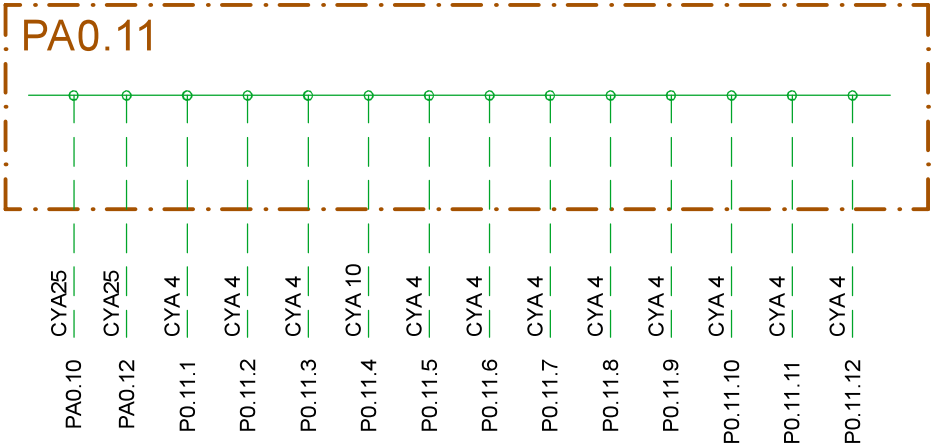 PA0.11
CYA25
CYA25
CYA 4
CYA 4
CYA 4
CYA 10
CYA 4
CYA 4
CYA 4
CYA 4
CYA 4
CYA 4
CYA 4
CYA 4
PA0.10
PA0.12
P0.11.1
P0.11.2
P0.11.3
P0.11.4
P0.11.5
P0.11.6
P0.11.7
P0.11.8
P0.11.9
P0.11.10
P0.11.11
P0.11.12